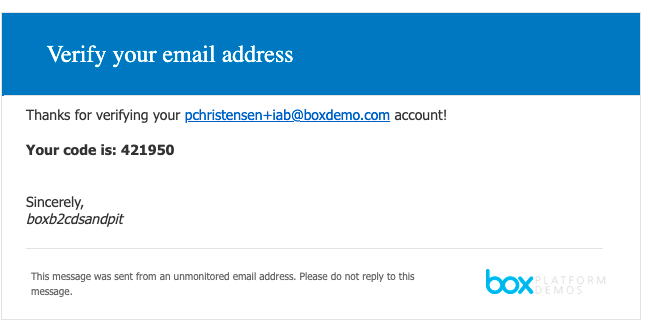 Verify your email address
Thanks for verifying your pchristensen+iab@boxdemo.com account!
Your code is: 421950
Sincerely,
boxb2cdsandpit
This message was sent from an unmonitored email address. Please do not reply to this
message.
box PLATFORM
DEMOS